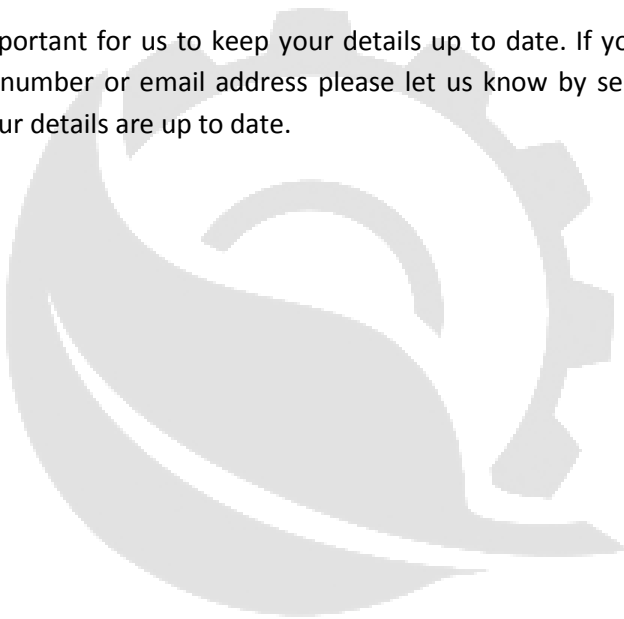 portant for us to keep your details up to date. If yo
number or email address please let us know by se
ur details are up to date.